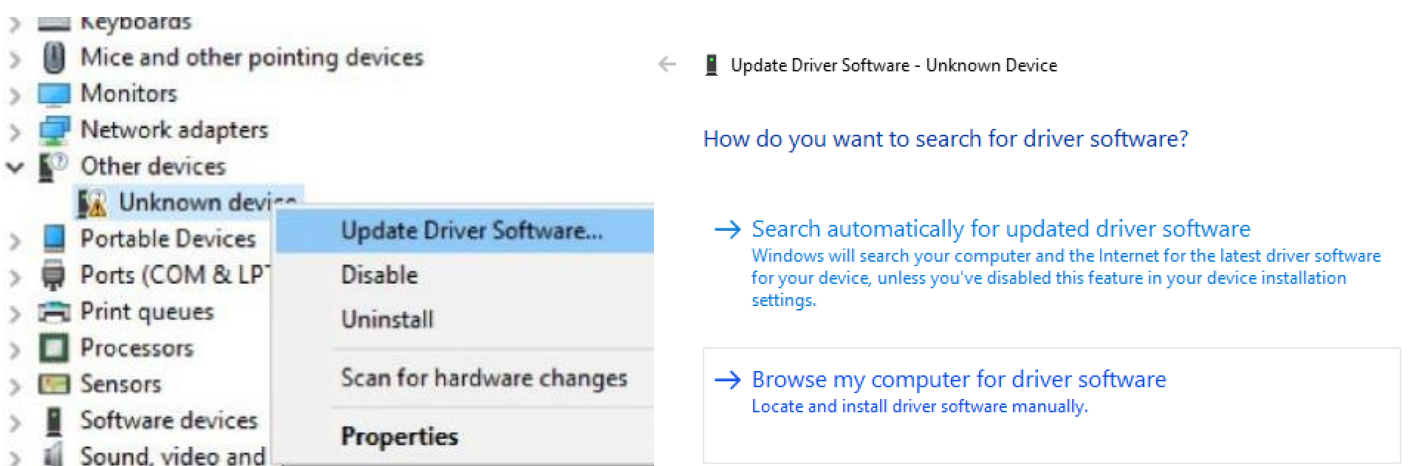 Keyboards
Mice and other pointing devices
Monitors
Network adapters
Other devices
Unknown device
Portable Devices
Ports (COM & LPT
Print queues
Processors
Sensors
Software devices
Sound, video and
Update Driver Software...
Disable
Uninstall
Scan for hardware changes
Properties
Update Driver Software - Unknown Device
How do you want to search for driver software?
Search automatically for updated driver software
Windows will search your computer and the Internet for the latest driver software
for your device, unless you've disabled this feature in your device installation
settings.
Browse my computer for driver software
Locate and install driver software manually.